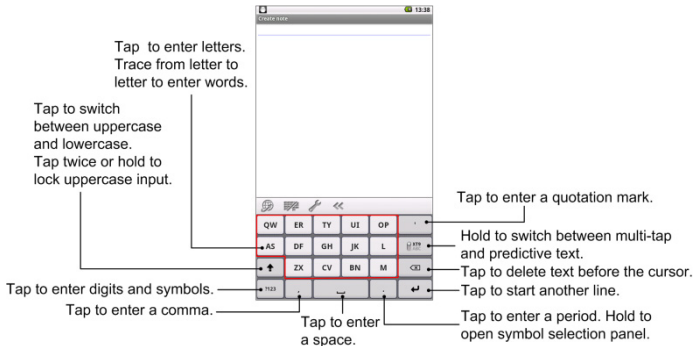 13:38
Create note
Tap to enter letters.
Trace from letter to
letter to enter words.
Tap to switch
between uppercase
and lowercase.
Tap twice or hold to
lock uppercase input.
Tap to enter digits and symbols.
Tap to enter a comma.
QW ER TY UI OP '
AS DF GH JK L XT9
ZX CV BN M
?123 , .
Tap to enter
a space.
Tap to enter a quotation mark.
Hold to switch between multi-tap
and predictive text.
Tap to delete text before the cursor.
Tap to start another line.
Tap to enter a period. Hold to
open symbol selection panel.